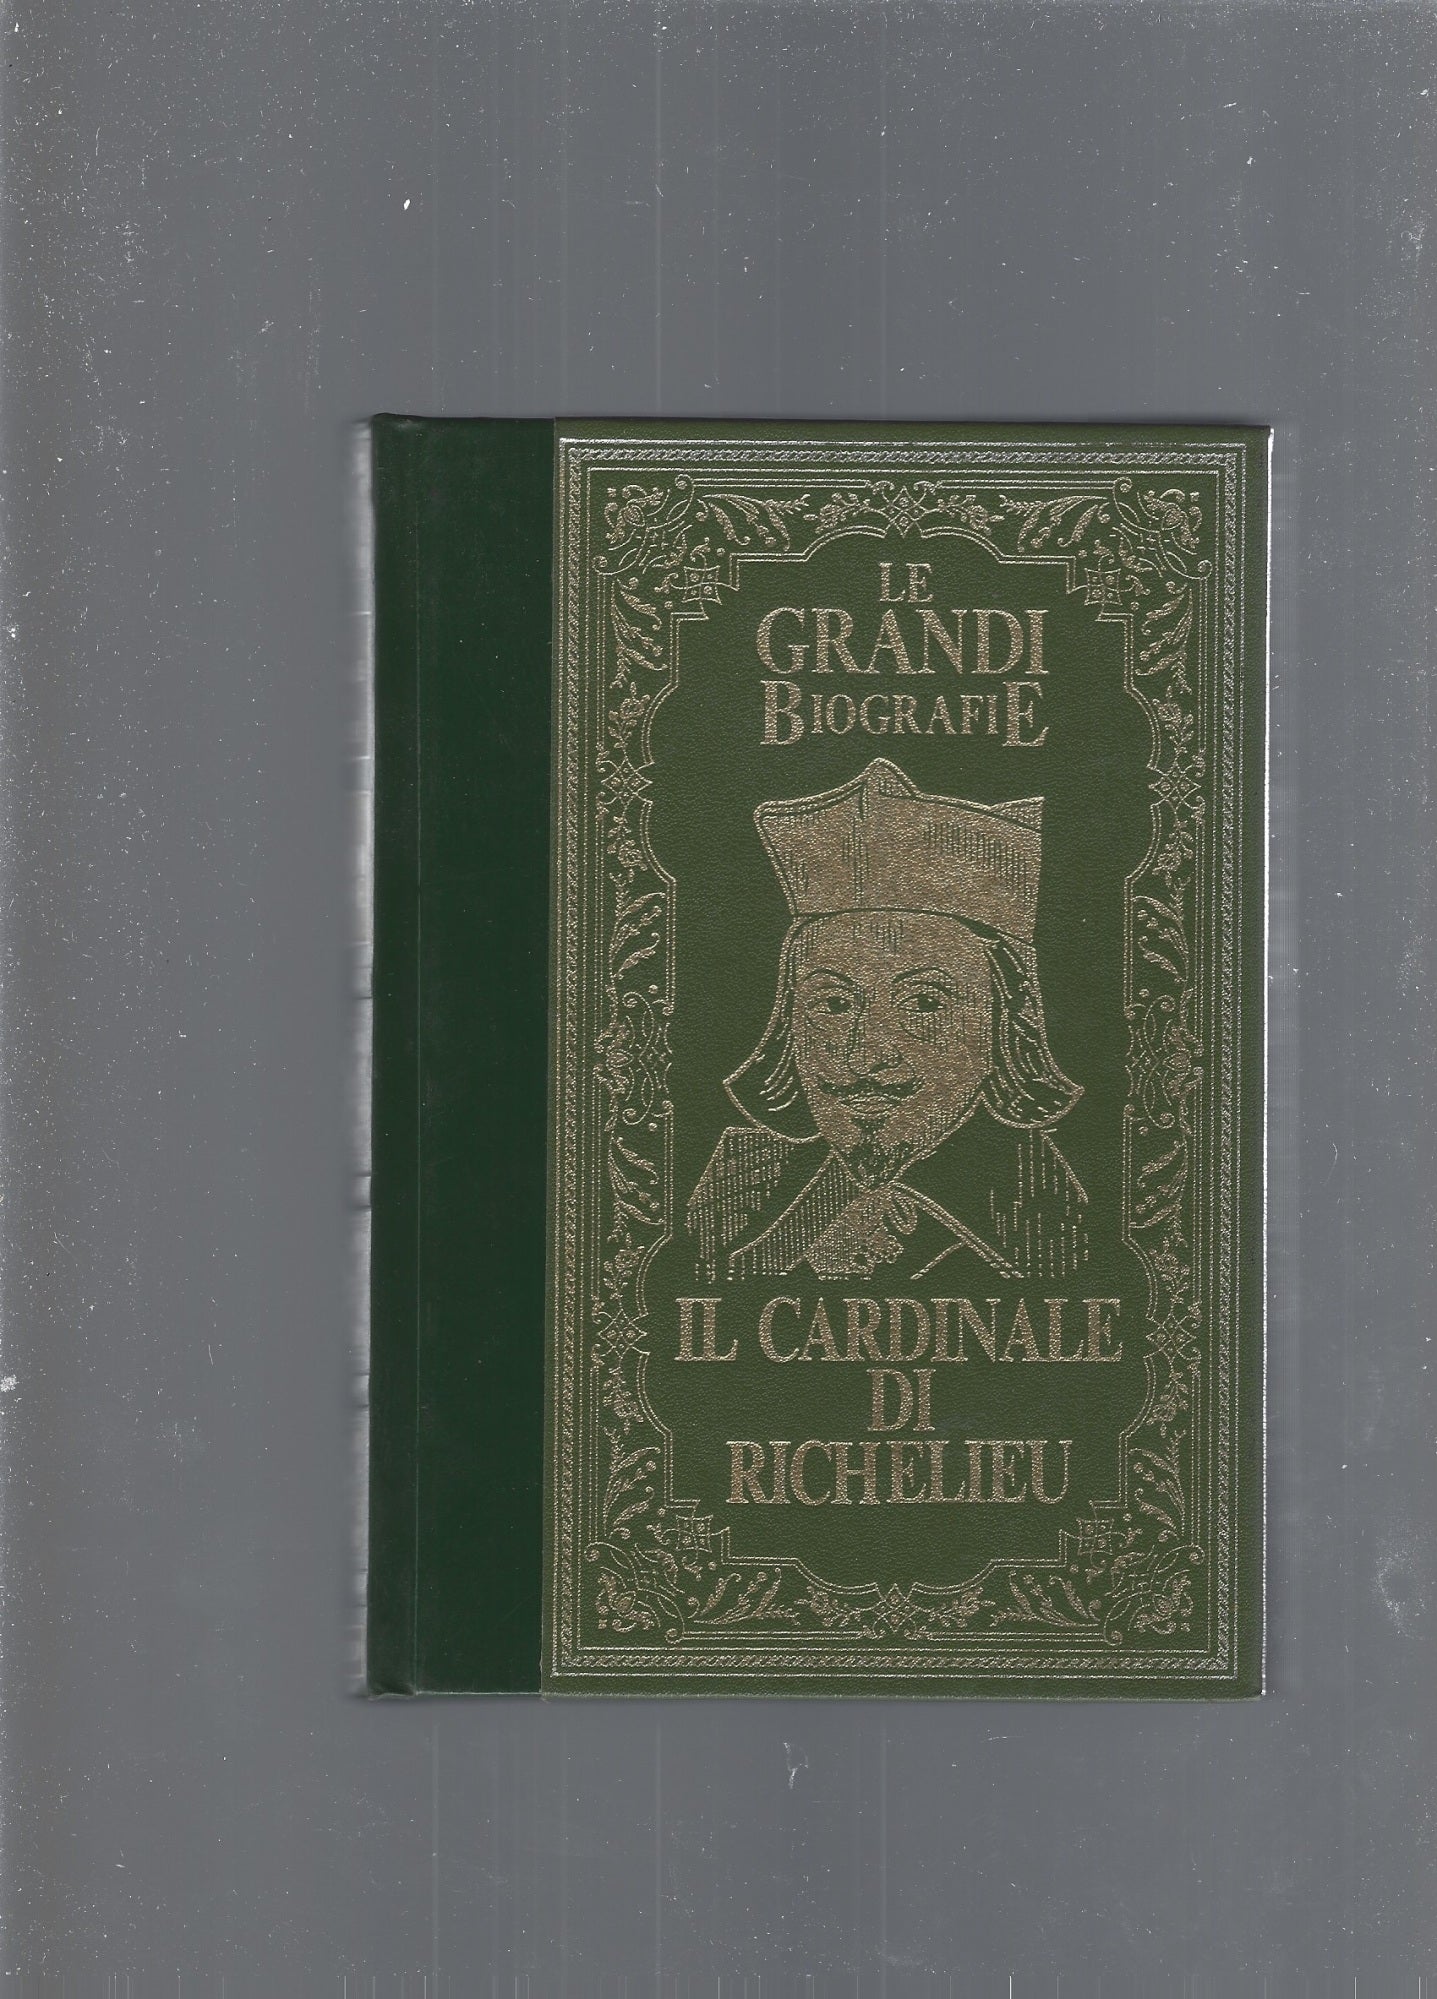 LE
GRANDI
BIOGRAFIE
IL CARDINALE
DI
RICHELIEU